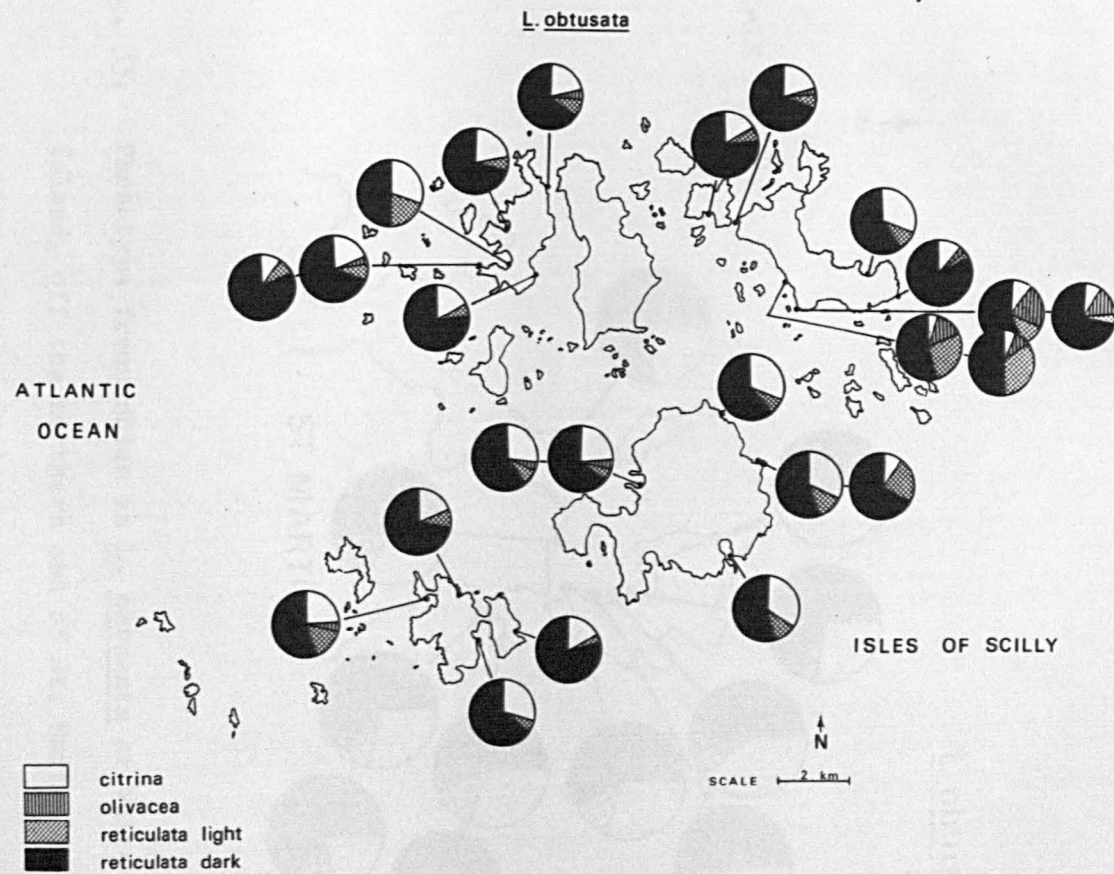 L. obtusata
ATLANTIC
OCEAN
ISLES OF SCILLY
N
SCALE 2 km
citrina
olivacea
reticulata light
reticulata dark